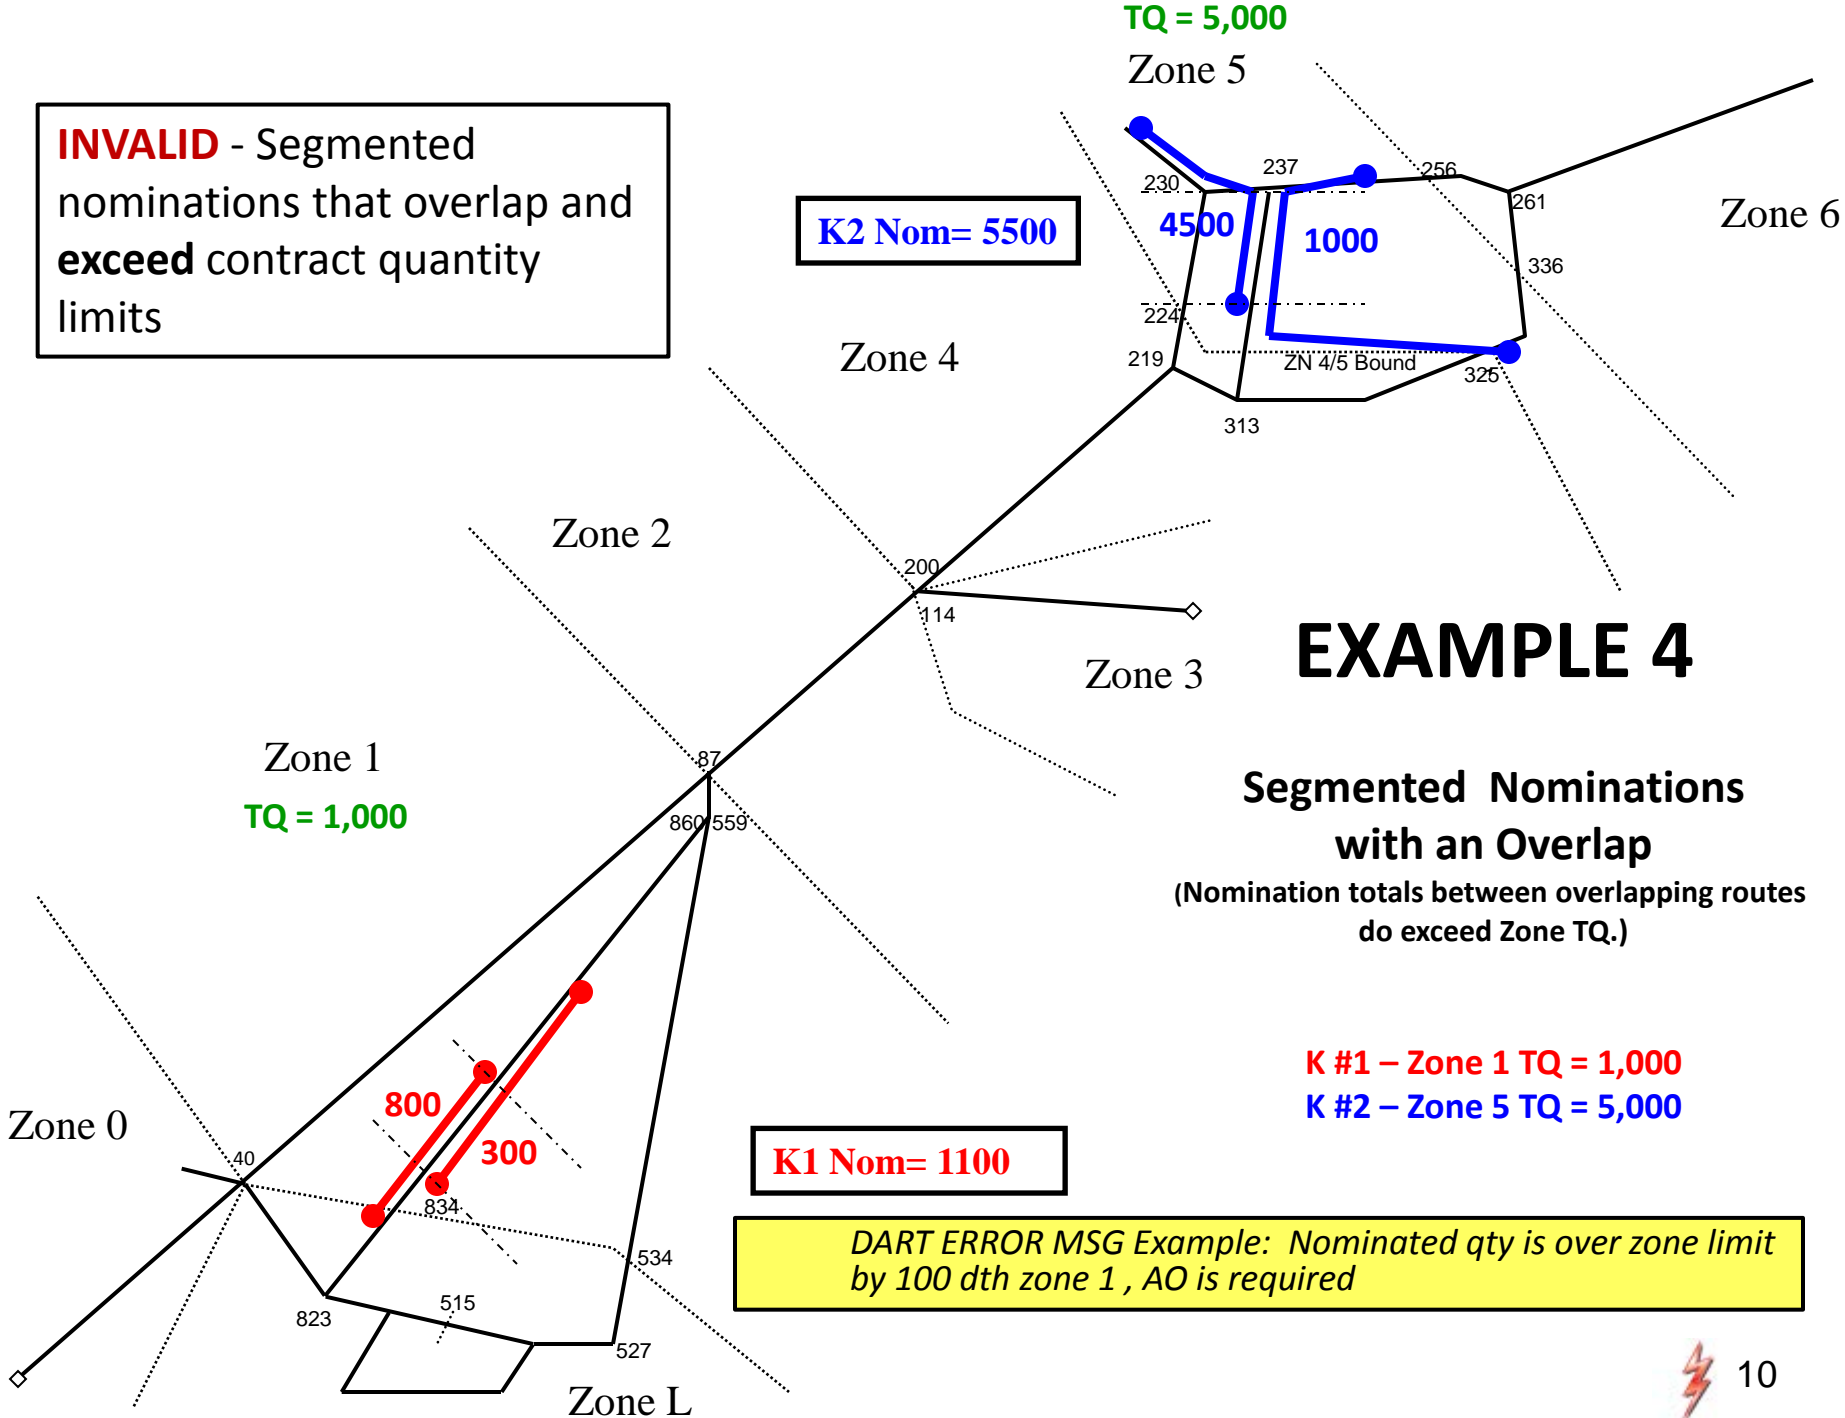 TQ = 5,000
Zone 5
INVALID - Segmented
nominations that overlap and
exceed contract quantity
limits
K2 Nom= 5500
230
237
256
261
4500
1000
Zone 6
336
224
219
ZN 4/5 Bound
325
313
Zone 4
Zone 2
200
114
Zone 3
EXAMPLE 4
Segmented Nominations
with an Overlap
(Nomination totals between overlapping routes
do exceed Zone TQ.)
Zone 1
TQ = 1,000
87
860
559
K #1 – Zone 1 TQ = 1,000
K #2 – Zone 5 TQ = 5,000
800
300
Zone 0
40
834
K1 Nom= 1100
DART ERROR MSG Example: Nominated qty is over zone limit
by 100 dth zone 1 , AO is required
534
823
515
527
Zone L
10